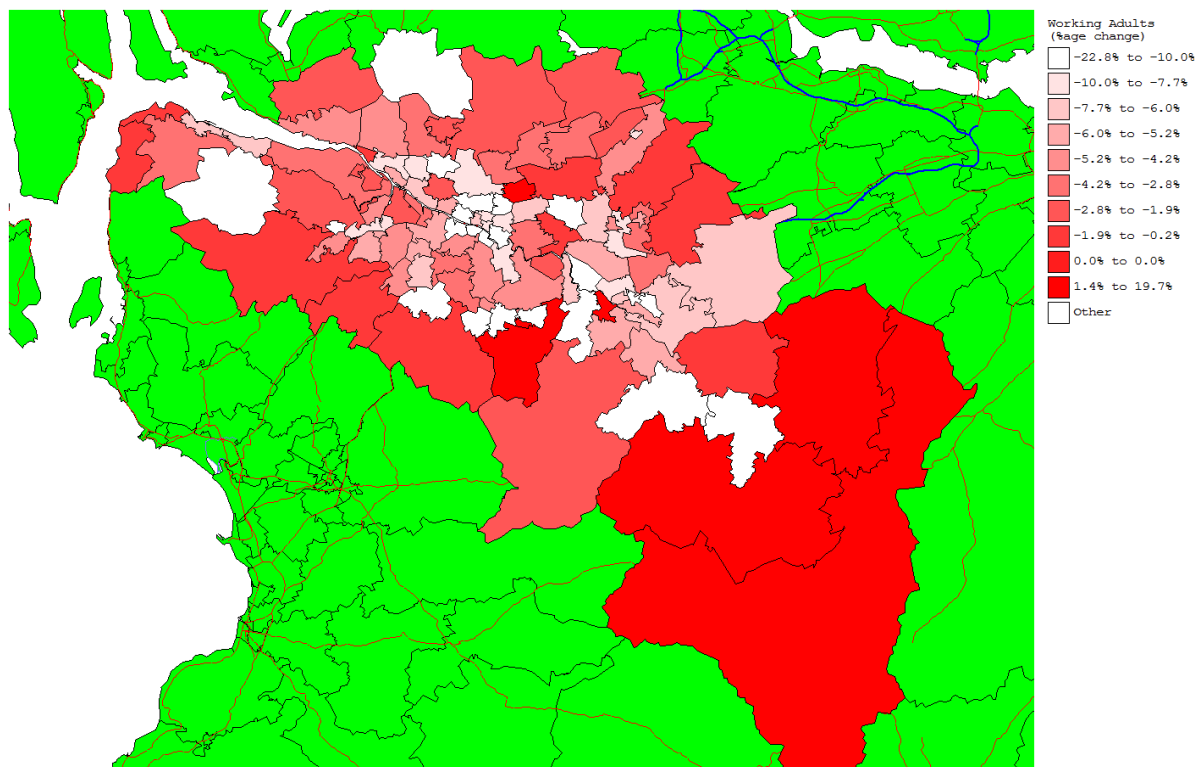 Working Adults
(%age change)
-22.8% to -10.0%
-10.0% to -7.7%
-7.7% to -6.0%
-6.0% to -5.2%
-5.2% to -4.2%
-4.2% to -2.8%
-2.8% to -1.9%
-1.9% to -0.2%
0.0% to 0.0%
1.4% to 19.7%
Other